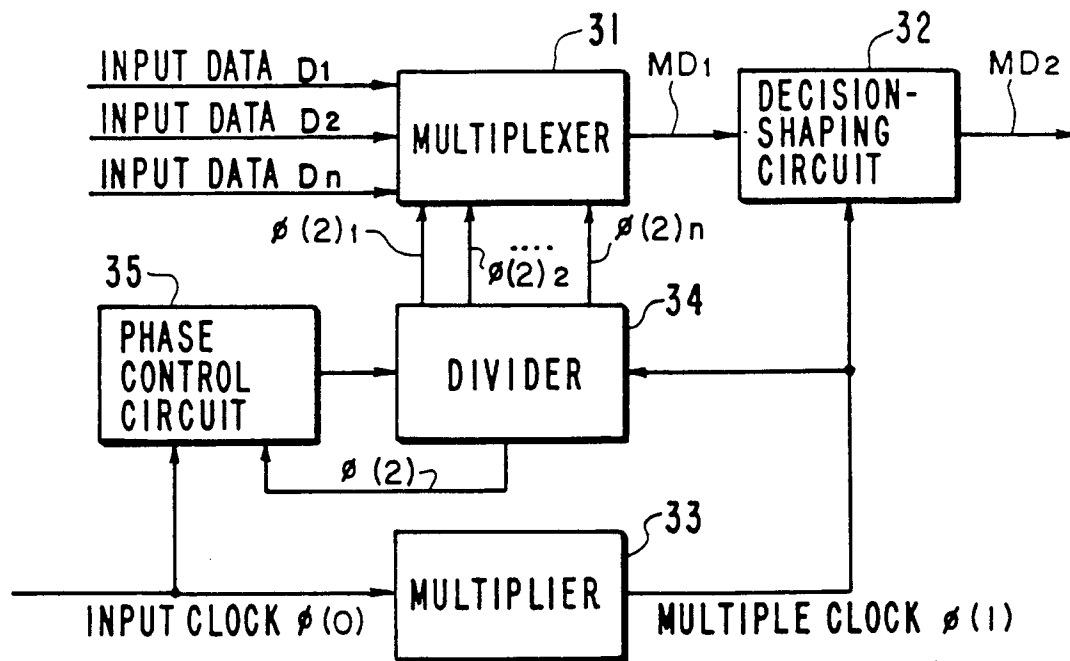 31
32
INPUT DATA D1
INPUT DATA D2
INPUT DATA Dn
MULTIPLEXER
MD1
DECISION-
SHAPING
CIRCUIT
MD2
ø(2)1
ø(2)2
....
ø(2)n
35
34
PHASE
CONTROL
CIRCUIT
DIVIDER
ø(2)
33
MULTIPLIER
INPUT CLOCK ø(0)
MULTIPLE CLOCK ø(1)